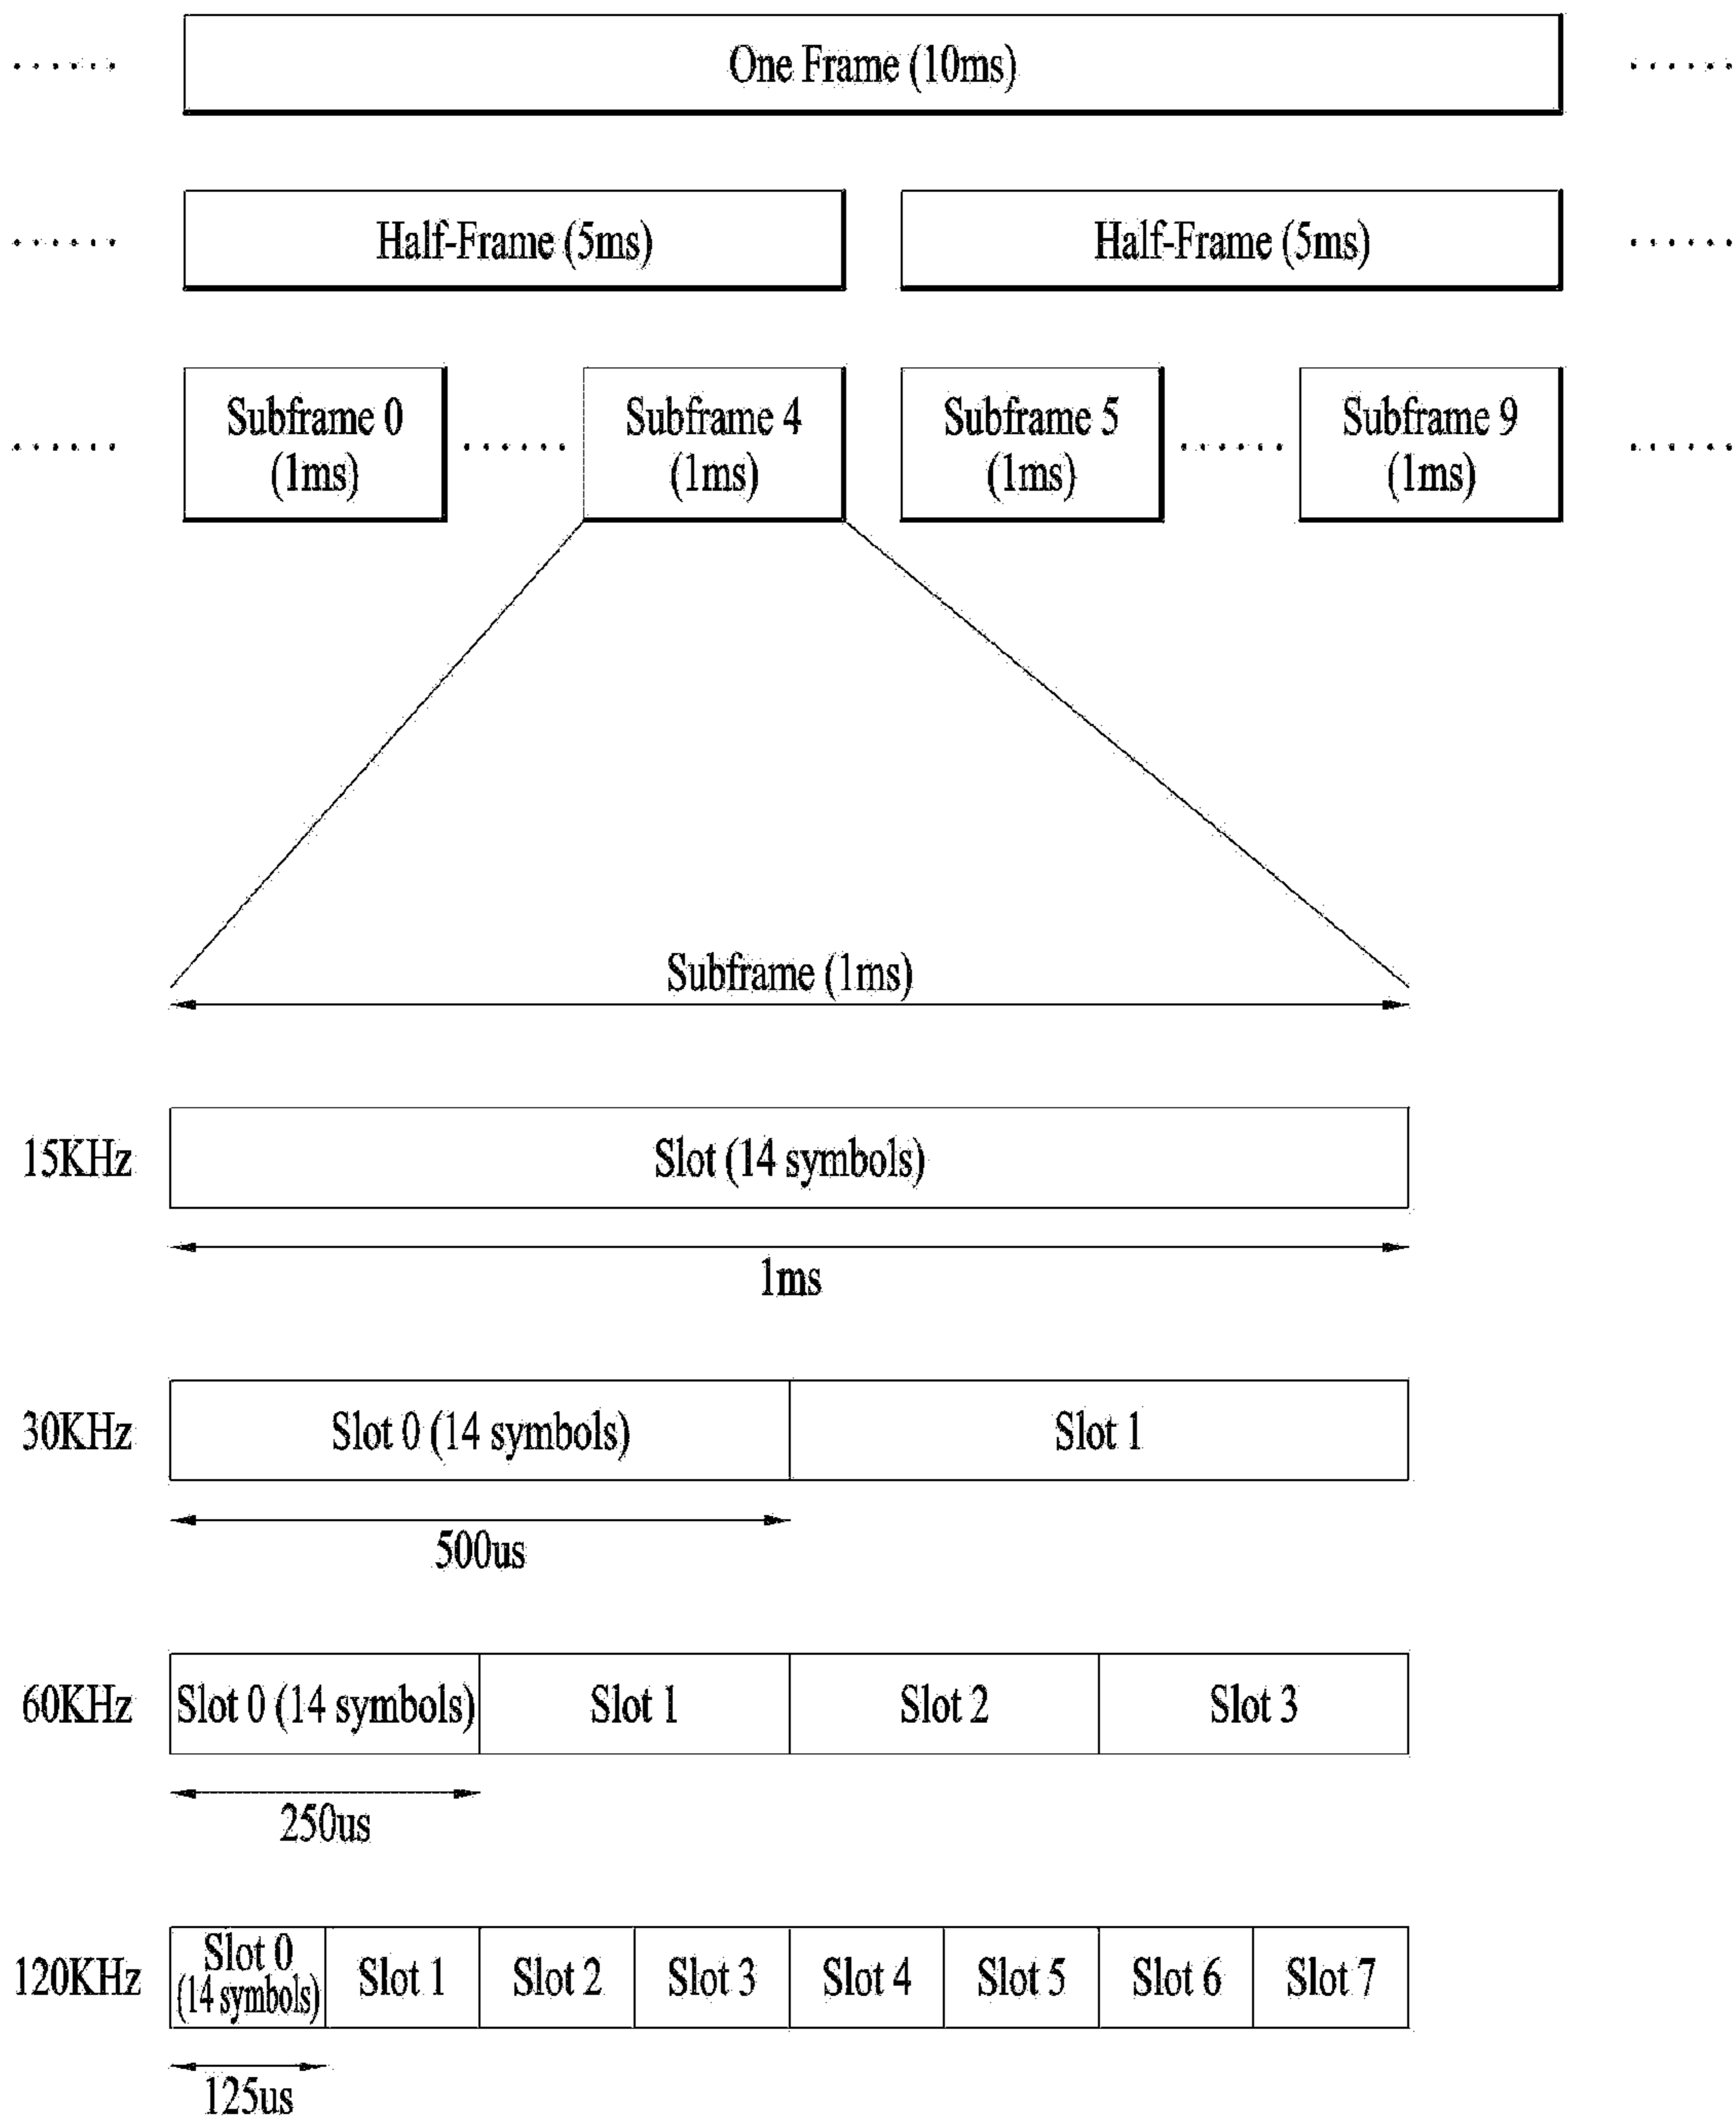 One Frame (10ms)
Half-Frame (5ms) Half-Frame (5ms)
Subframe 0 (1ms) Subframe 4 (1ms) Subframe 5 (1ms) Subframe 9 (1ms)
Subframe (1ms)
15KHz Slot (14 symbols)
1ms
30KHz Slot 0 (14 symbols) Slot 1
500us
60KHz Slot 0 (14 symbols) Slot 1 Slot 2 Slot 3
250us
120KHz Slot 0 (14 symbols) Slot 1 Slot 2 Slot 3 Slot 4 Slot 5 Slot 6 Slot 7
125us